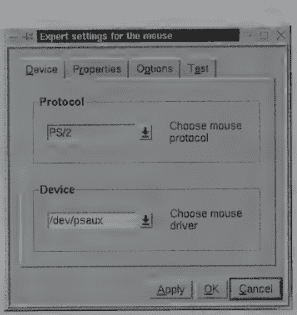 Expert settings for the mouse
Device Properties Options Test
Protocol
PS/2 Choose mouse
protocol
Device
/dev/psaux Choose mouse
driver
Apply OK Cancel